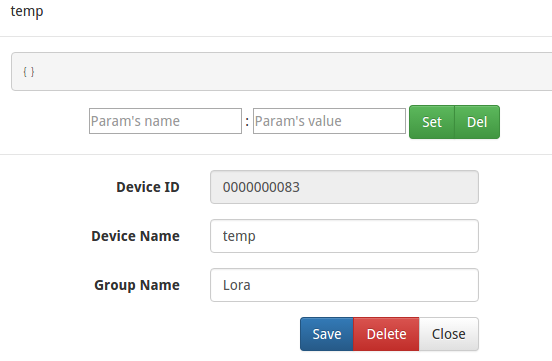 temp
{ }
Param's name : Param's value Set Del
Device ID 0000000083
Device Name temp
Group Name Lora
Save Delete Close